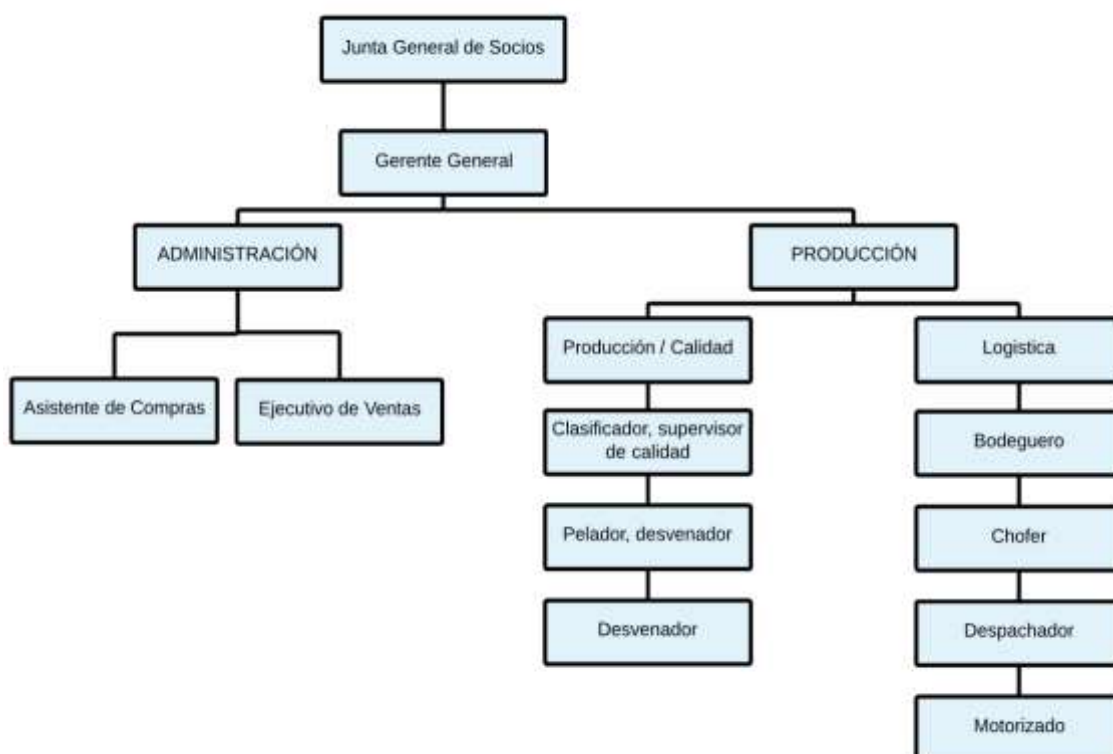 Junta General de Socios
Gerente General
ADMINISTRACIÓN
PRODUCCIÓN
Producción / Calidad
Logistica
Asistente de Compras
Ejecutivo de Ventas
Clasificador, supervisor
de calidad
Bodeguero
Pelador, desvenador
Chofer
Desvenador
Despachador
Motorizado